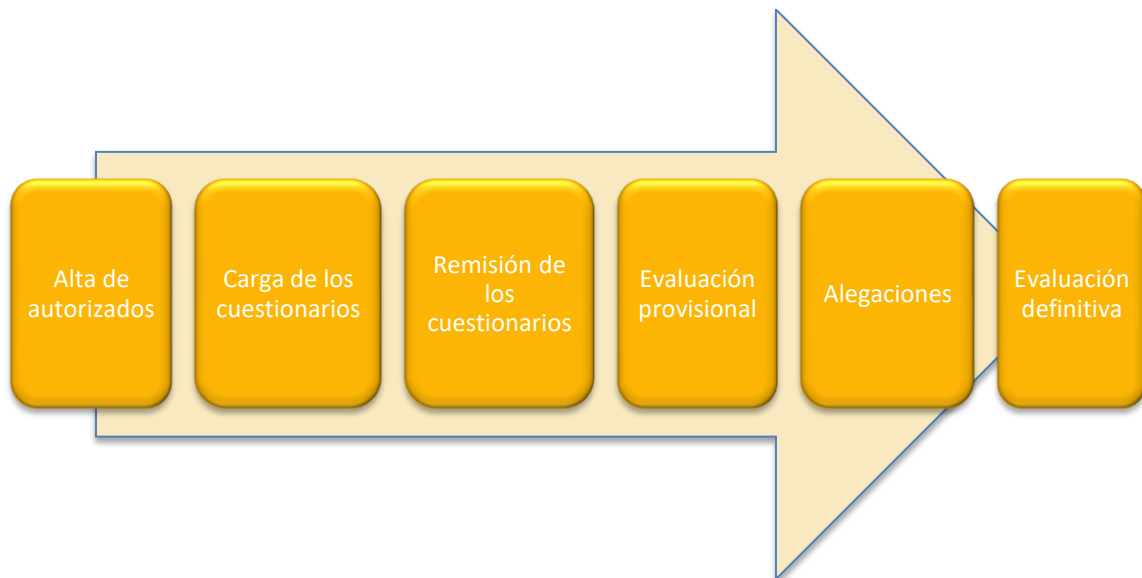 Alta de
autorizados
Carga de los
cuestionarios
Remisión de
los
cuestionarios
Evaluación
provisional
Alegaciones
Evaluación
definitiva